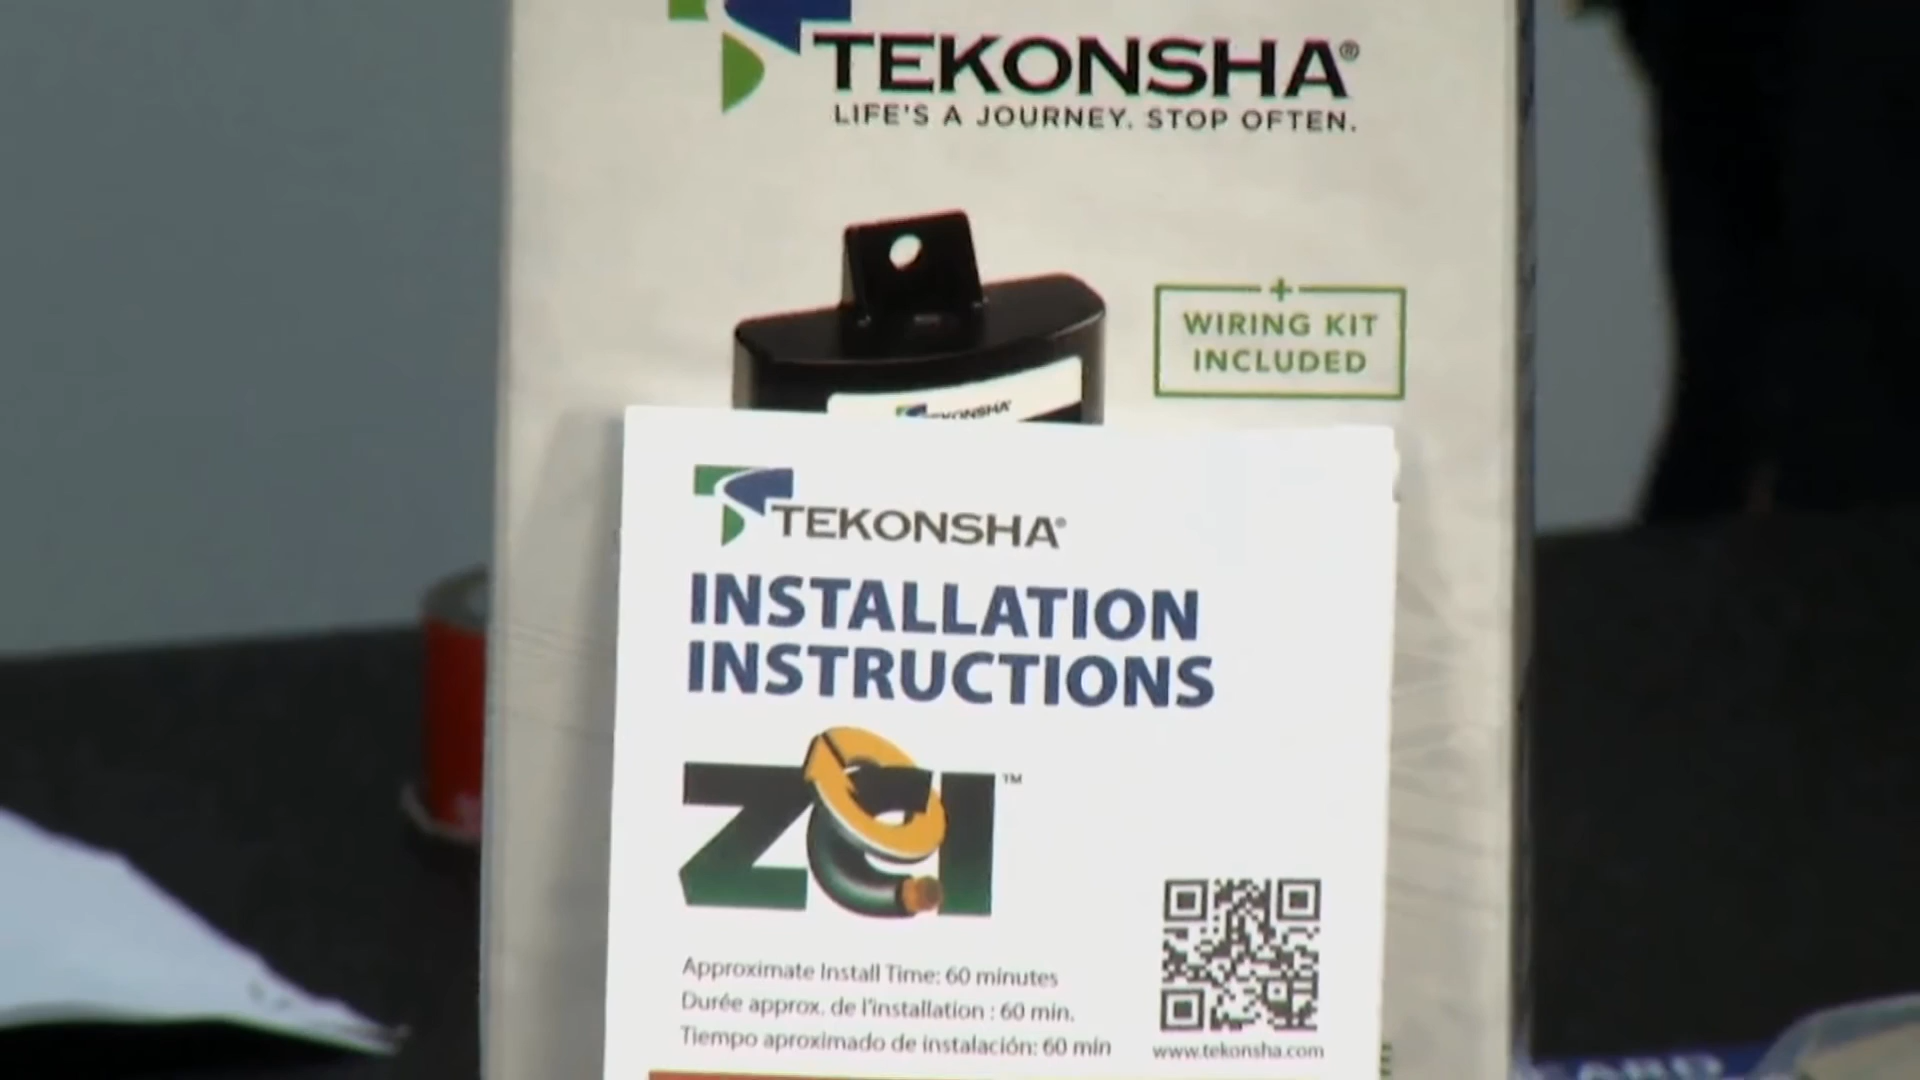 TEKONSHA®
LIFE'S A JOURNEY. STOP OFTEN.
+
WIRING KIT
INCLUDED
TEKONSHA
TEKONSHA®
INSTALLATION
INSTRUCTIONS
ZCI™
Approximate Install Time: 60 minutes
Durée approx. de l'installation : 60 min.
Tiempo aproximado de instalación: 60 min
www.tekonsha.com